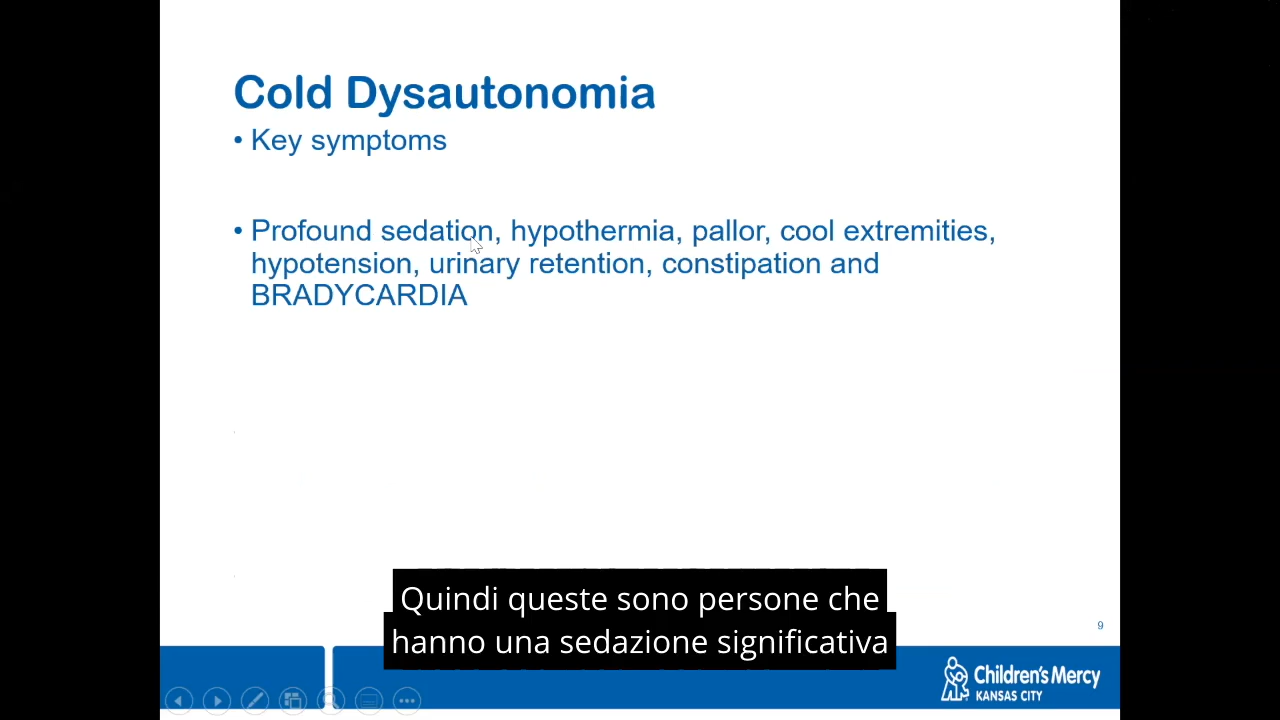 Cold Dysautonomia
• Key symptoms
• Profound sedation, hypothermia, pallor, cool extremities,
hypotension, urinary retention, constipation and
BRADYCARDIA
Quindi queste sono persone che
hanno una sedazione significativa
9
Children's Mercy
KANSAS CITY